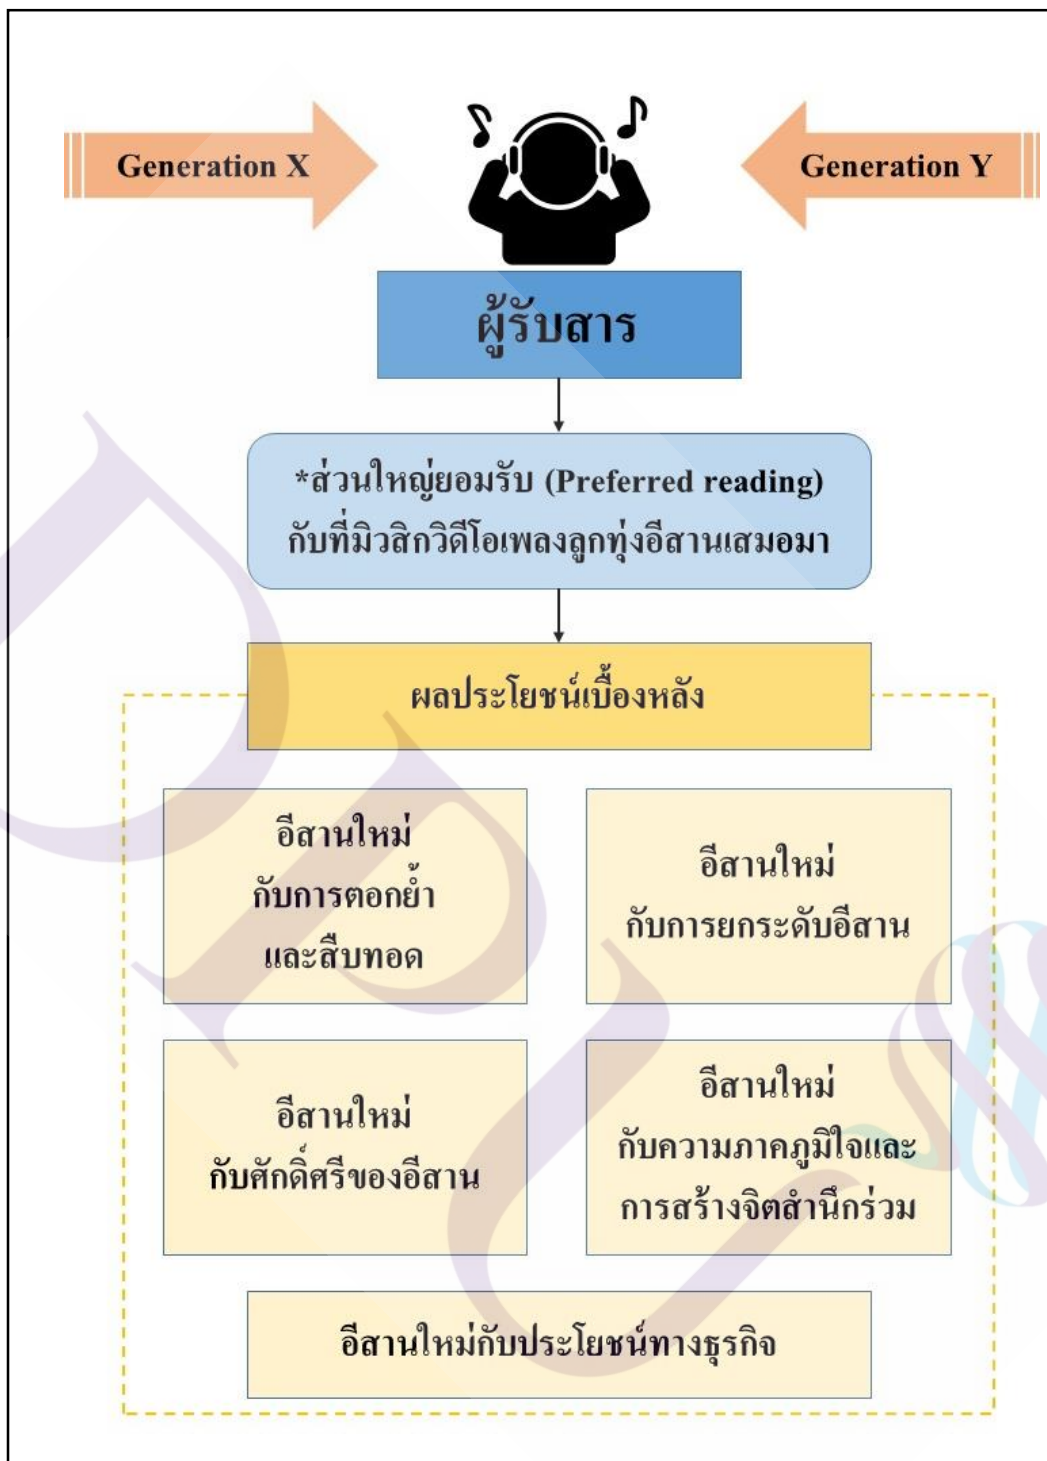 Generation X
Generation Y
ผู้รับสาร
*ส่วนใหญ่ยอมรับ (Preferred reading)
กับที่มิวสิกวิดีโอเพลงลูกทุ่งอีสานเสมอมา
ผลประโยชน์เบื้องหลัง
อีสานใหม่
กับการตอกย้ำ
และสืบทอด
อีสานใหม่
กับการยกระดับอีสาน
อีสานใหม่
กับศักดิ์ศรีของอีสาน
อีสานใหม่
กับความภาคภูมิใจและ
การสร้างจิตสำนึกร่วม
อีสานใหม่กับประโยชน์ทางธุรกิจ
DPU